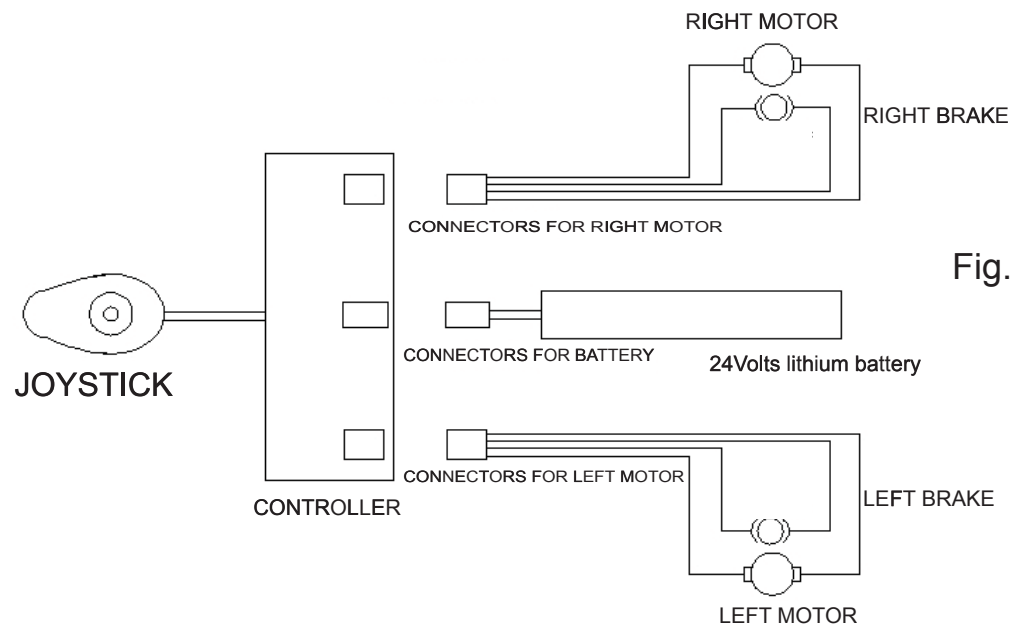 RIGHT MOTOR
RIGHT BRAKE
CONNECTORS FOR RIGHT MOTOR
Fig.
JOYSTICK
CONNECTORS FOR BATTERY
24Volts lithium battery
CONNECTORS FOR LEFT MOTOR
CONTROLLER
LEFT BRAKE
LEFT MOTOR